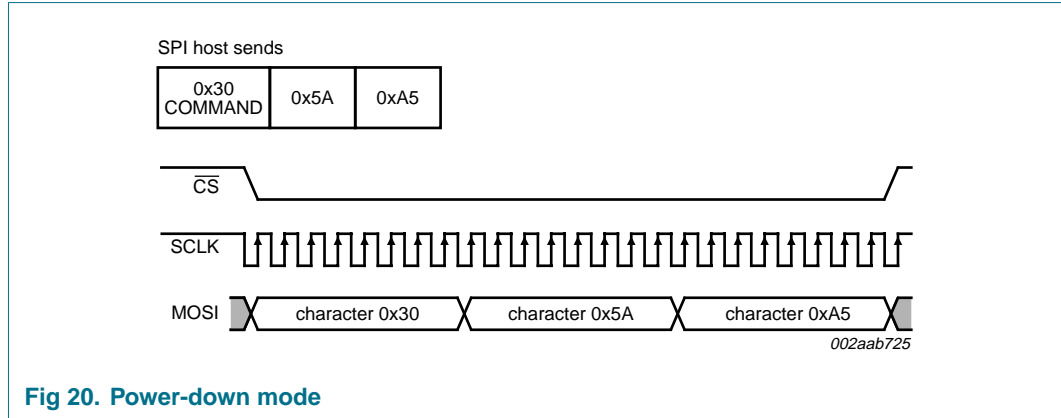 SPI host sends
0x30 COMMAND 0x5A 0xA5
CS
SCLK
MOSI character 0x30 character 0x5A character 0xA5
002aab725
Fig 20. Power-down mode